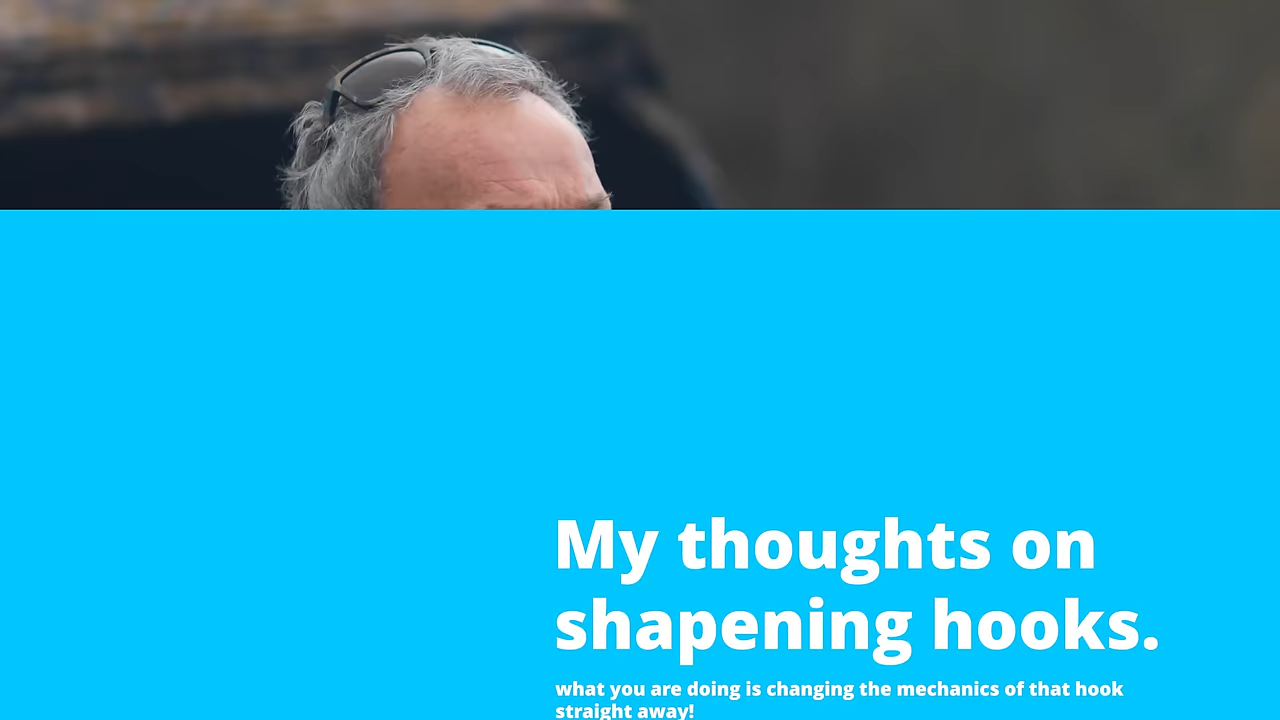 My thoughts on
shapening hooks.
what you are doing is changing the mechanics of that hook
straight away!